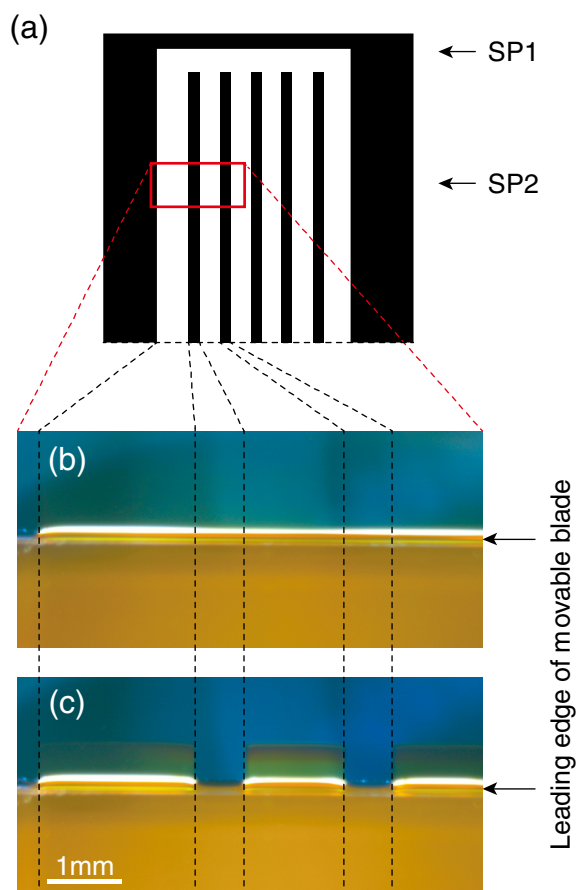 (a)
SP1
SP2
(b)
Leading edge of movable blade
(c)
1mm